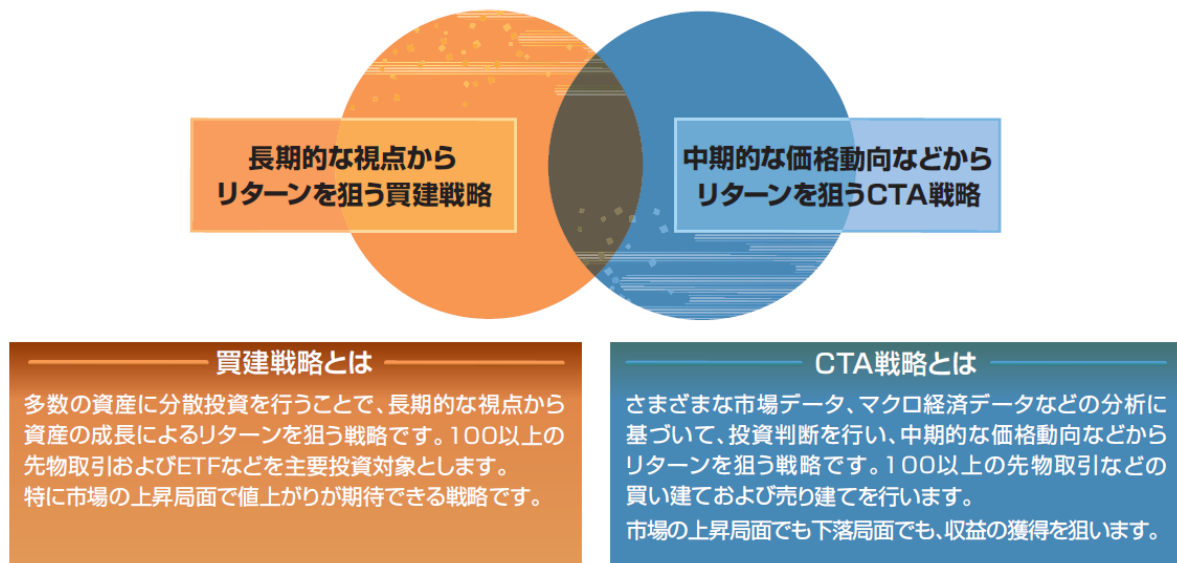 長期的な視点から
リターンを狙う買建戦略
中期的な価格動向などから
リターンを狙うCTA戦略
買建戦略とは
多数の資産に分散投資を行うことで、長期的な視点から
資産の成長によるリターンを狙う戦略です。100以上の
先物取引およびETFなどを主要投資対象とします。
特に市場の上昇局面で値上がりが期待できる戦略です。
CTA戦略とは
さまざまな市場データ、マクロ経済データなどの分析に
基づいて、投資判断を行い、中期的な価格動向などから
リターンを狙う戦略です。100以上の先物取引などの
買い建ておよび売り建てを行います。
市場の上昇局面でも下落局面でも、収益の獲得を狙います。